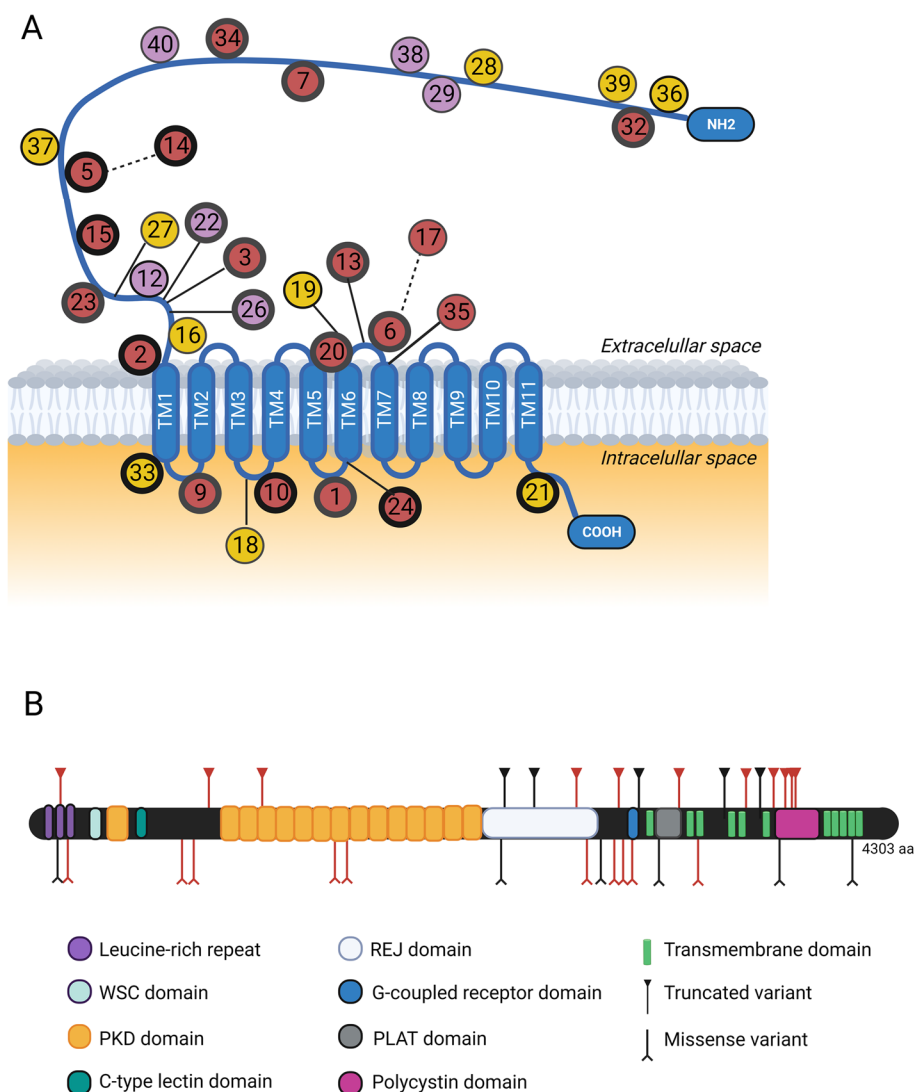 A
40
34
38
28
7
29
39
36
32
NH2
37
5
14
15
27
22
3
17
12
13
23
19
26
16
6
35
2
20
Extracelullar space
TM1
TM2
TM3
TM4
TM5
TM6
TM7
TM8
TM9
TM10
TM11
Intracelullar space
33
9
10
1
24
21
18
COOH
B
4303 aa
Leucine-rich repeat
REJ domain
Transmembrane domain
WSC domain
G-coupled receptor domain
Truncated variant
PKD domain
PLAT domain
Missense variant
C-type lectin domain
Polycystin domain